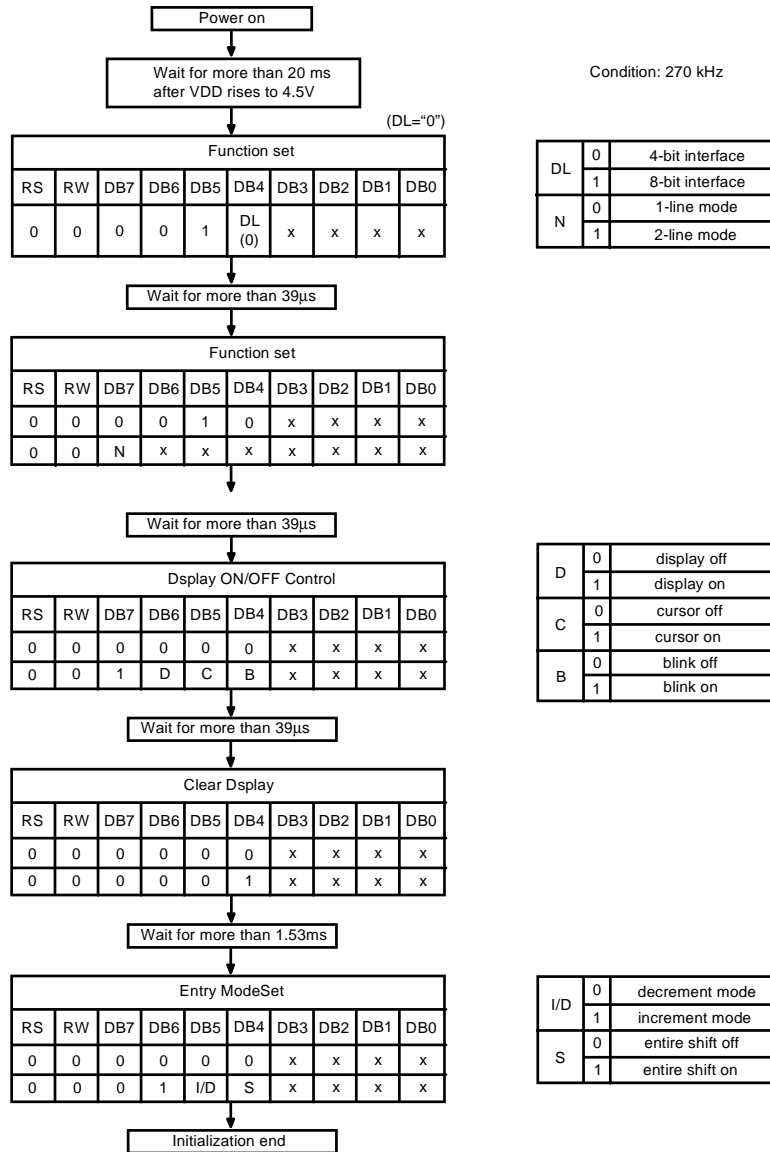 Power on
Wait for more than 20 ms
after VDD rises to 4.5V
Condition: 270 kHz
(DL=“0”)
Function set
RS RW DB7 DB6 DB5 DB4 DB3 DB2 DB1 DB0
0 0 0 0 1 DL (0) x x x x
DL 0 4-bit interface
1 8-bit interface
N 0 1-line mode
1 2-line mode
Wait for more than 39µs
Function set
RS RW DB7 DB6 DB5 DB4 DB3 DB2 DB1 DB0
0 0 0 0 1 0 x x x x
0 0 N x x x x x x x
Wait for more than 39µs
Dsplay ON/OFF Control
RS RW DB7 DB6 DB5 DB4 DB3 DB2 DB1 DB0
0 0 0 0 0 0 x x x x
0 0 1 D C B x x x x
D 0 display off
1 display on
C 0 cursor off
1 cursor on
B 0 blink off
1 blink on
Wait for more than 39µs
Clear Dsplay
RS RW DB7 DB6 DB5 DB4 DB3 DB2 DB1 DB0
0 0 0 0 0 0 x x x x
0 0 0 0 0 1 x x x x
Wait for more than 1.53ms
Entry ModeSet
RS RW DB7 DB6 DB5 DB4 DB3 DB2 DB1 DB0
0 0 0 0 0 0 x x x x
0 0 0 1 I/D S x x x x
I/D 0 decrement mode
1 increment mode
S 0 entire shift off
1 entire shift on
Initialization end